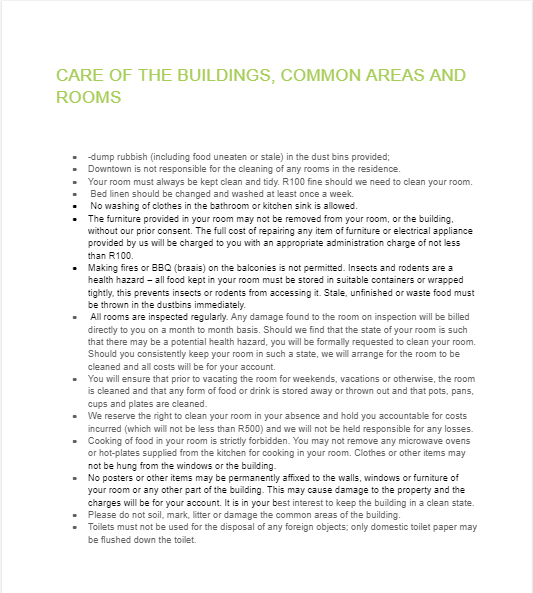 CARE OF THE BUILDINGS, COMMON AREAS AND
ROOMS
• -dump rubbish (including food uneaten or stale) in the dust bins provided;
• Downtown is not responsible for the cleaning of any rooms in the residence.
• Your room must always be kept clean and tidy. R100 fine should we need to clean your room.
• Bed linen should be changed and washed at least once a week.
• No washing of clothes in the bathroom or kitchen sink is allowed.
• The furniture provided in your room may not be removed from your room, or the building,
without our prior consent. The full cost of repairing any item of furniture or electrical appliance
provided by us will be charged to you with an appropriate administration charge of not less
than R100.
• Making fires or BBQ (braais) on the balconies is not permitted. Insects and rodents are a
health hazard – all food kept in your room must be stored in suitable containers or wrapped
tightly, this prevents insects or rodents from accessing it. Stale, unfinished or waste food must
be thrown in the dustbins immediately.
• All rooms are inspected regularly. Any damage found to the room on inspection will be billed
directly to you on a month to month basis. Should we find that the state of your room is such
that there may be a potential health hazard, you will be formally requested to clean your room.
Should you consistently keep your room in such a state, we will arrange for the room to be
cleaned and all costs will be for your account.
• You will ensure that prior to vacating the room for weekends, vacations or otherwise, the room
is cleaned and that any form of food or drink is stored away or thrown out and that pots, pans,
cups and plates are cleaned.
• We reserve the right to clean your room in your absence and hold you accountable for costs
incurred (which will not be less than R500) and we will not be held responsible for any losses.
• Cooking of food in your room is strictly forbidden. You may not remove any microwave ovens
or hot-plates supplied from the kitchen for cooking in your room. Clothes or other items may
not be hung from the windows or the building.
• No posters or other items may be permanently affixed to the walls, windows or furniture of
your room or any other part of the building. This may cause damage to the property and the
charges will be for your account. It is in your best interest to keep the building in a clean state.
• Please do not soil, mark, litter or damage the common areas of the building.
• Toilets must not be used for the disposal of any foreign objects; only domestic toilet paper may
be flushed down the toilet.